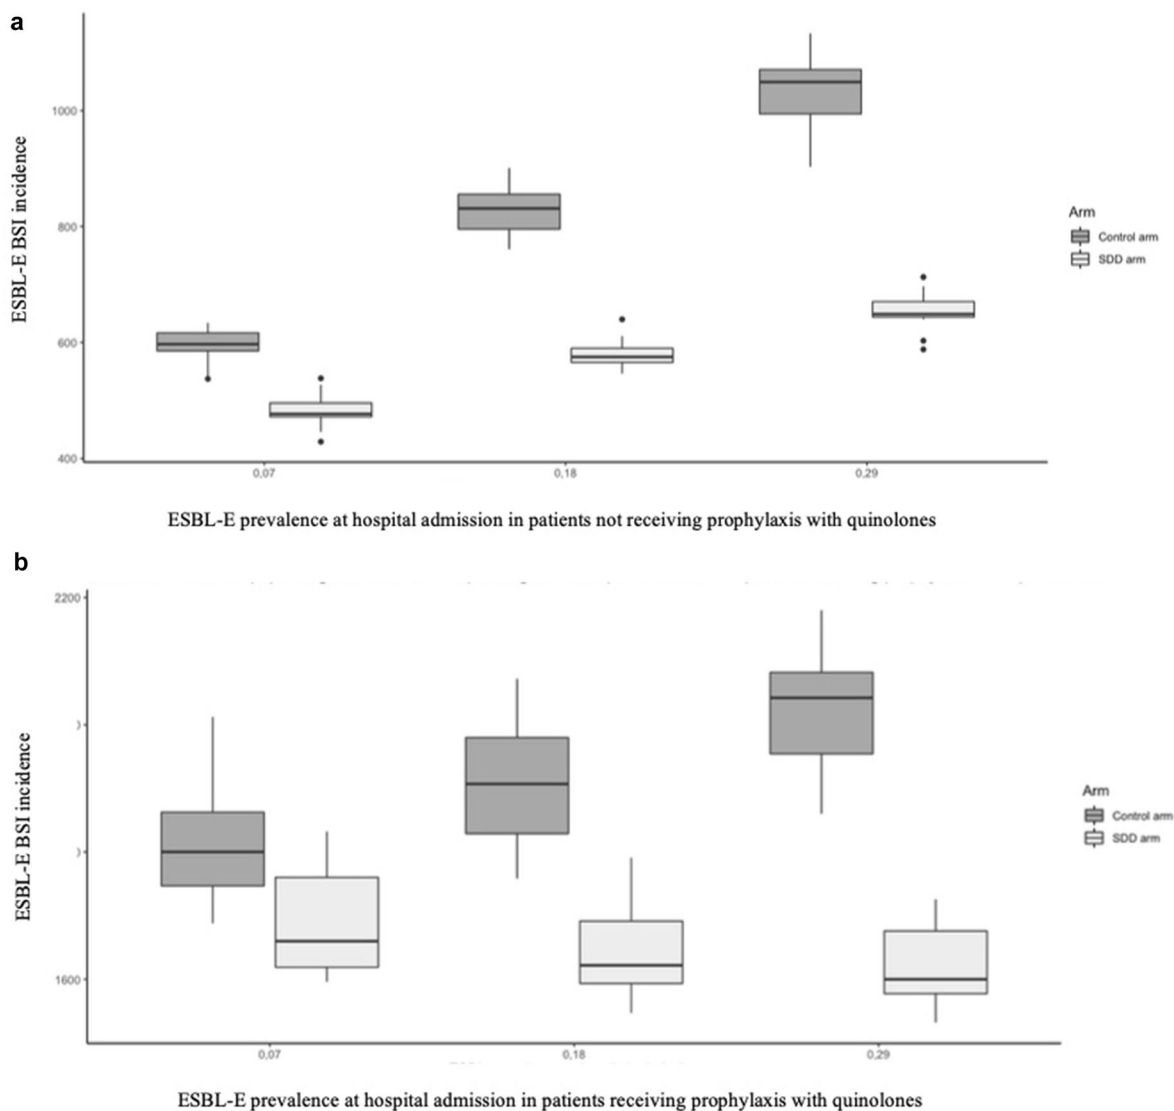 a
ESBL-E BSI incidence
1000
800
600
400
0,07
0,18
0,29
Arm
Control arm
SDD arm
ESBL-E prevalence at hospital admission in patients not receiving prophylaxis with quinolones
b
ESBL-E BSI incidence
2200
1600
0,07
0,18
0,29
Arm
Control arm
SDD arm
ESBL-E prevalence at hospital admission in patients receiving prophylaxis with quinolones